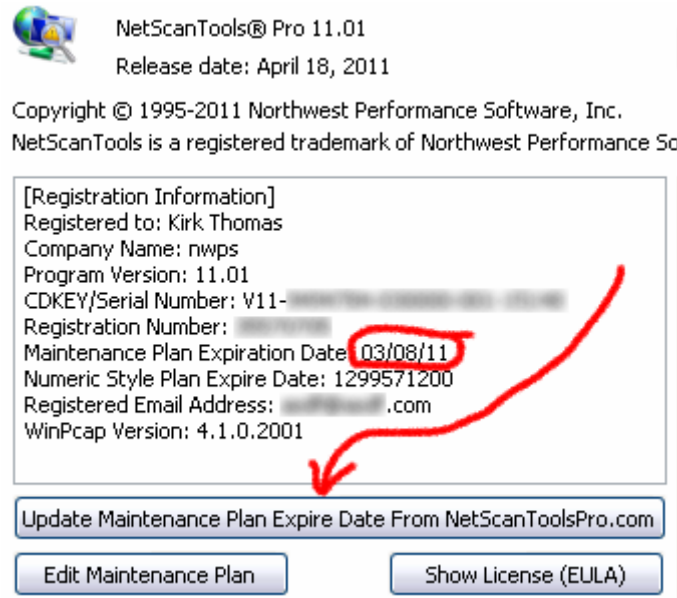 NetScanTools® Pro 11.01
Release date: April 18, 2011
Copyright © 1995-2011 Northwest Performance Software, Inc.
NetScanTools is a registered trademark of Northwest Performance
[Registration Information]
Registered to: Kirk Thomas
Company Name: nwps
Program Version: 11.01
CDKEY/Serial Number: V11-
Registration Number:
Maintenance Plan Expiration Date: 03/08/11
Numeric Style Plan Expire Date: 1299571200
Registered Email Address: .com
WinPcap Version: 4.1.0.2001
Update Maintenance Plan Expire Date From NetScanToolsPro.com
Edit Maintenance Plan
Show License (EULA)